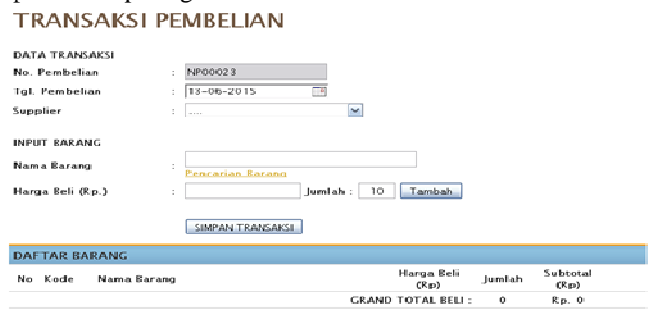 TRANSAKSI PEMBELIAN
DATA TRANSAKSI
No. Pembelian : NP00023
Tgl. Pembelian : 13-06-2015
Supplier : ....
INPUT BARANG
Nama Barang :
Pencarian Barang
Harga Beli (Rp.) : Jumlah : 10 Tambah
SIMPAN TRANSAKSI
DAFTAR BARANG
No Kode Nama Barang Harga Beli (Rp) Jumlah Subtotal (Rp)
GRAND TOTAL BELI : 0 Rp. 0